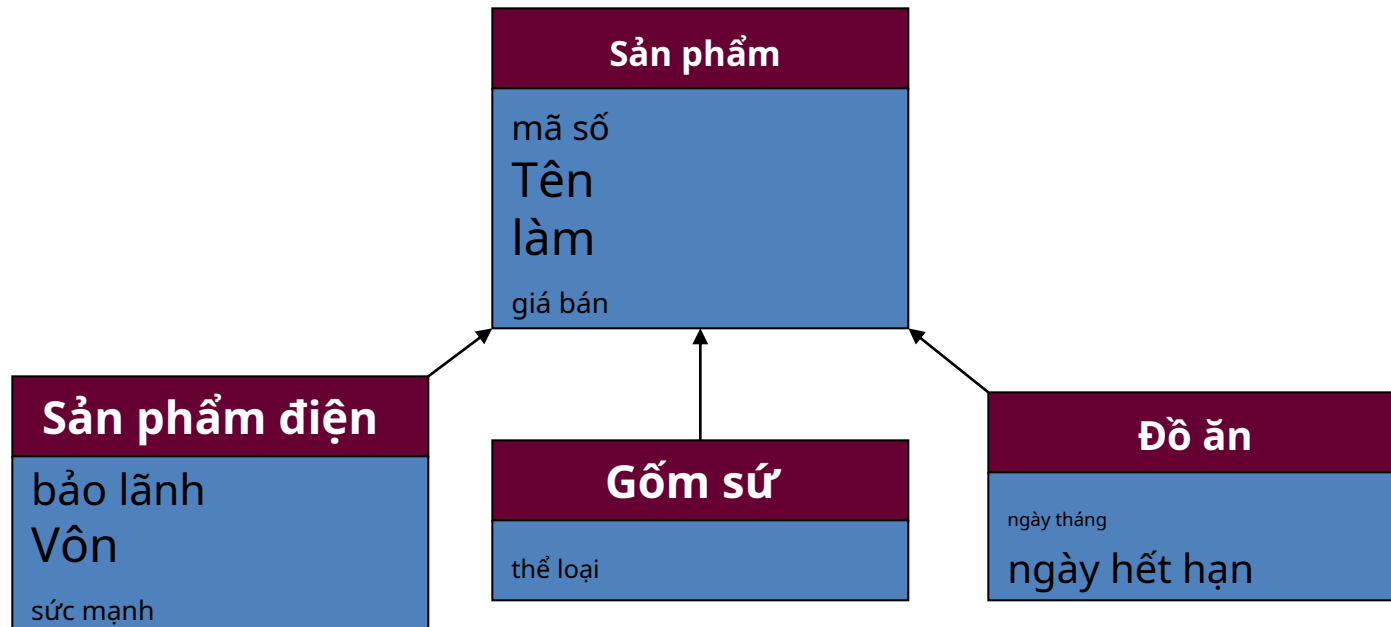 Sản phẩm
mã số
Tên
làm
giá bán
Sản phẩm điện
bảo lãnh
Vôn
sức mạnh
Gốm sứ
thể loại
Đồ ăn
ngày tháng
ngày hết hạn